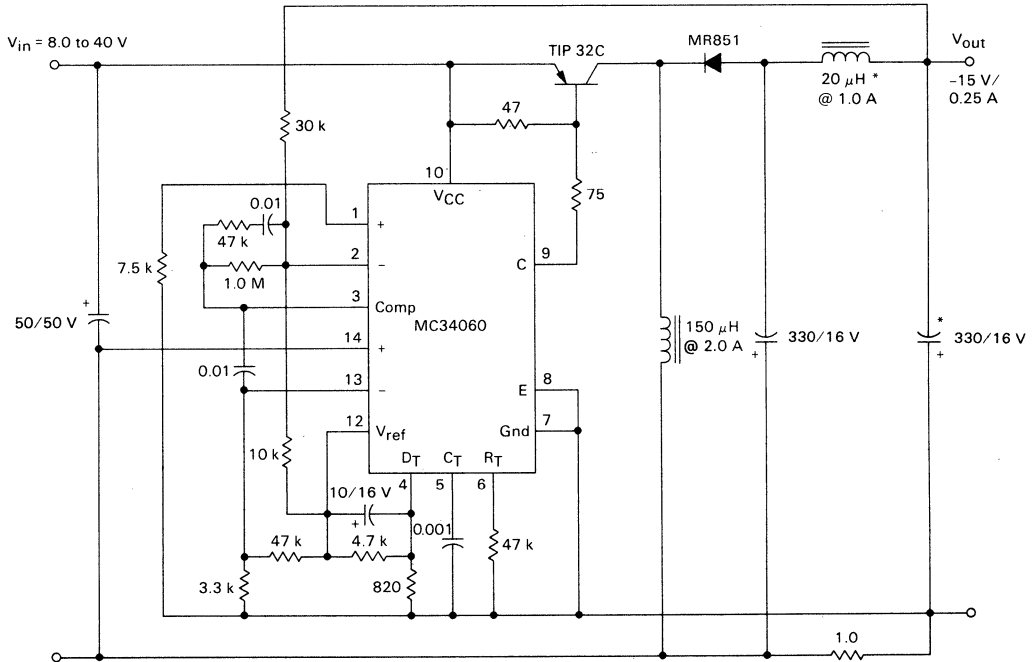 Vin = 8.0 to 40 V
TIP 32C
MR851
Vout
20 μH *
@ 1.0 A
−15 V/
0.25 A
47
30 k
10
VCC
75
0.01
1
+
47 k
2
−
9
C
7.5 k
1.0 M
3
Comp
MC34060
50/50 V
+
14
+
150 μH
@ 2.0 A
330/16 V
+
*
330/16 V
+
0.01
13
−
8
E
12
Vref
7
Gnd
10 k
DT
CT
RT
4
5
6
10/16 V
+
0.001
47 k
4.7 k
47 k
3.3 k
820
1.0